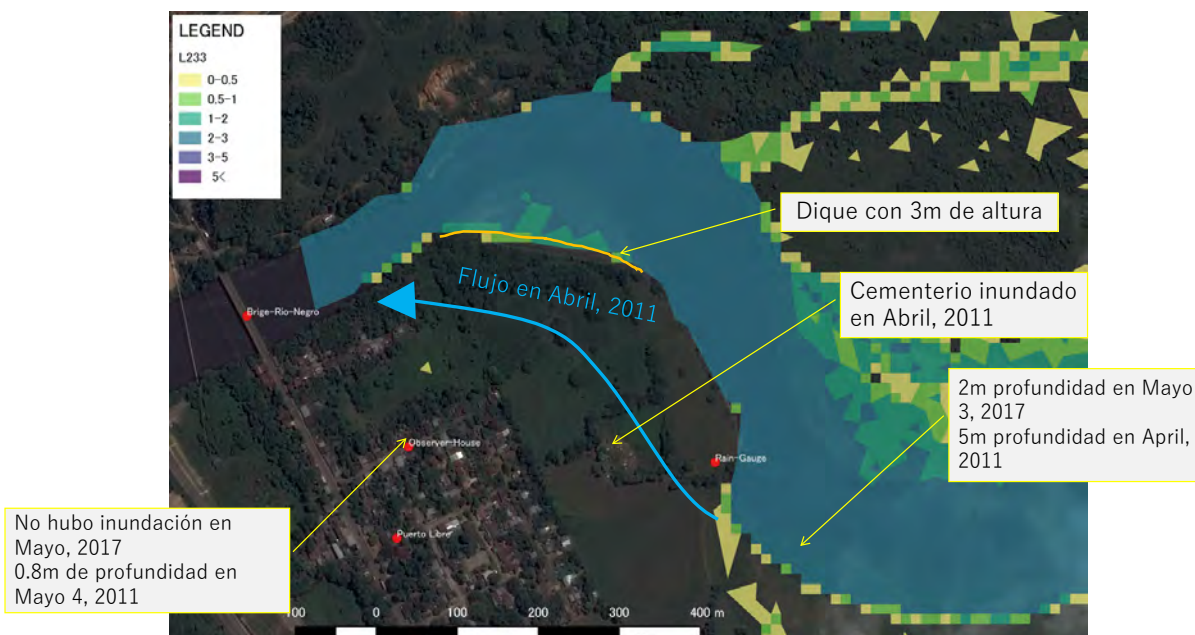 LEGEND
L233
0-0.5
0.5-1
1-2
2-3
3-5
5<
Dique con 3m de altura
Flujo en Abril, 2011
Cementerio inundado
en Abril, 2011
Brige-Rio-Negro
2m profundidad en Mayo
3, 2017
5m profundidad en April,
2011
Observer-House
Rain-Gauge
No hubo inundación en
Mayo, 2017
0.8m de profundidad en
Mayo 4, 2011
Puerto Libre
100 0 100 200 300 400 m